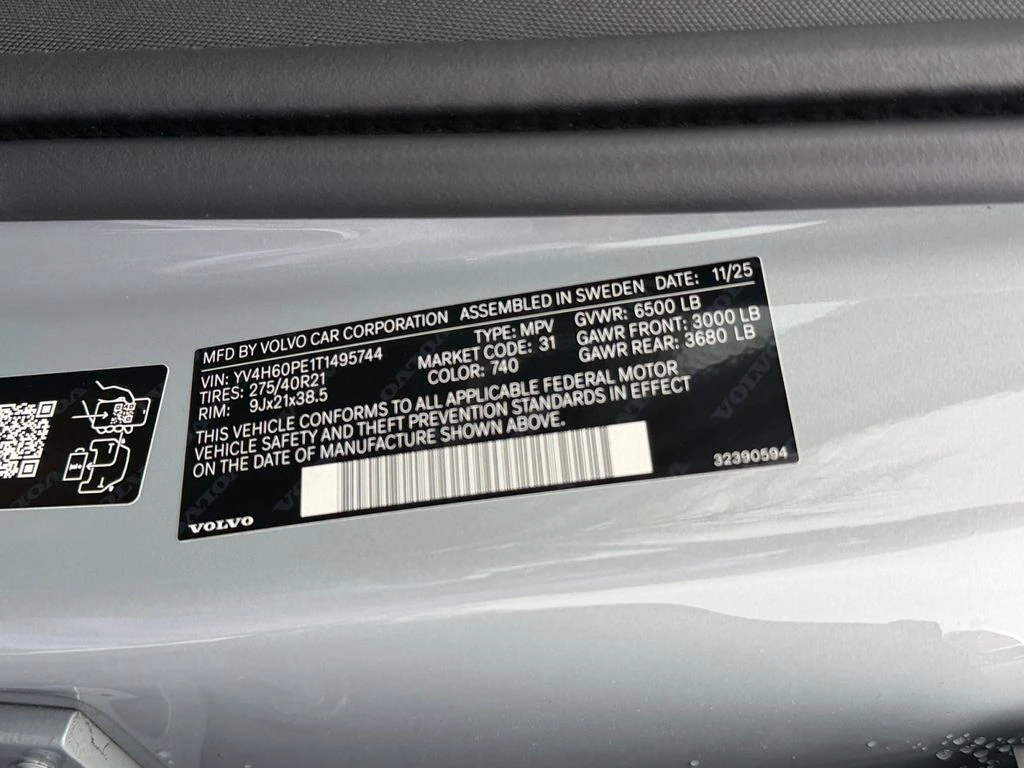 MFD BY VOLVO CAR CORPORATION ASSEMBLED IN SWEDEN DATE: 11/25
VIN: YV4H60PE1T1495744 TYPE: MPV GVWR: 6500 LB
TIRES: 275/40R21 MARKET CODE: 31 GAWR FRONT: 3000 LB
RIM: 9Jx21x38.5 COLOR: 740 GAWR REAR: 3680 LB
THIS VEHICLE CONFORMS TO ALL APPLICABLE FEDERAL MOTOR
VEHICLE SAFETY AND THEFT PREVENTION STANDARDS IN EFFECT
ON THE DATE OF MANUFACTURE SHOWN ABOVE.
32390594
VOLVO